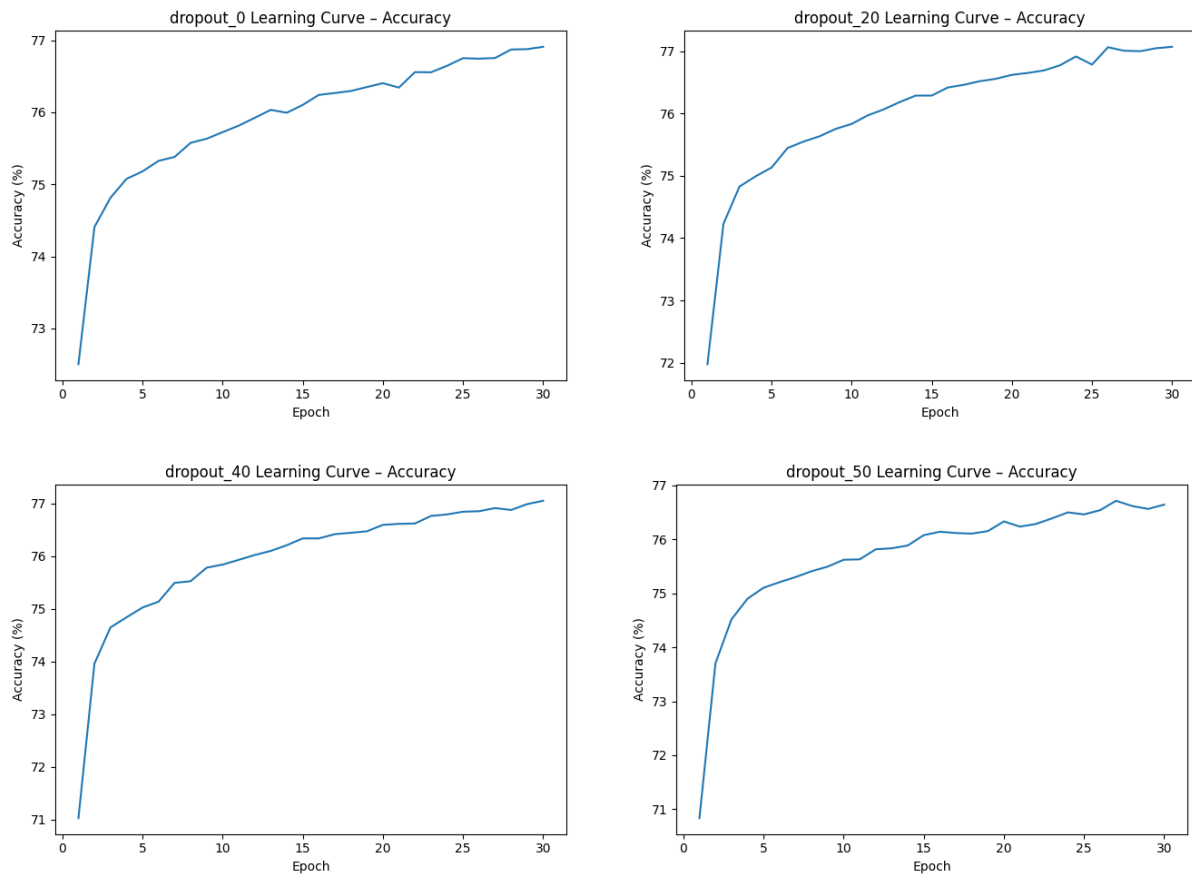 dropout_0 Learning Curve – Accuracy
77
76
75
74
73
Accuracy (%)
0 5 10 15 20 25 30
Epoch
dropout_20 Learning Curve – Accuracy
77
76
75
74
73
72
Accuracy (%)
0 5 10 15 20 25 30
Epoch
dropout_40 Learning Curve – Accuracy
77
76
75
74
73
72
71
Accuracy (%)
0 5 10 15 20 25 30
Epoch
dropout_50 Learning Curve – Accuracy
77
76
75
74
73
72
71
Accuracy (%)
0 5 10 15 20 25 30
Epoch